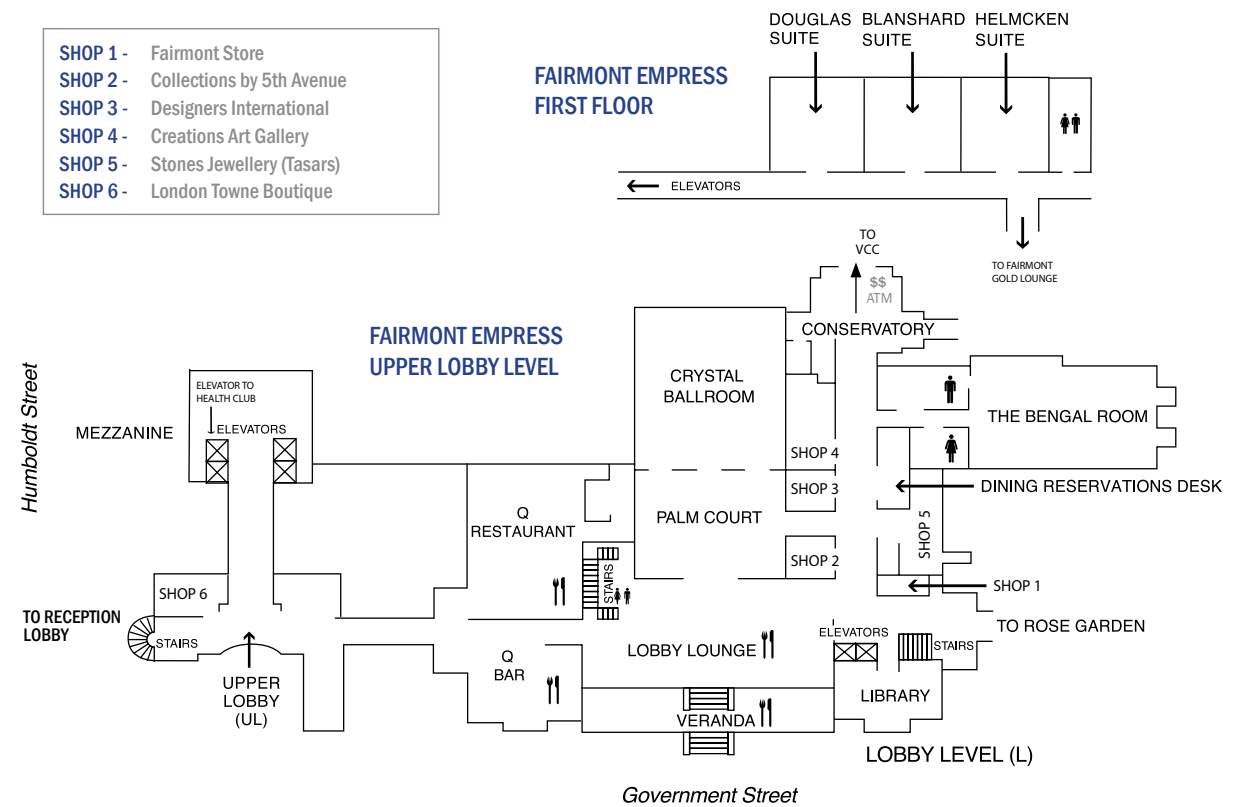 SHOP 1 - Fairmont Store
SHOP 2 - Collections by 5th Avenue
SHOP 3 - Designers International
SHOP 4 - Creations Art Gallery
SHOP 5 - Stones Jewellery (Tasars)
SHOP 6 - London Towne Boutique
FAIRMONT EMPRESS
FIRST FLOOR
DOUGLAS
SUITE
BLANSHARD
SUITE
HELMCKEN
SUITE
ELEVATORS
TO FAIRMONT
GOLD LOUNGE
FAIRMONT EMPRESS
UPPER LOBBY LEVEL
TO
VCC
$$
ATM
CONSERVATORY
Humboldt Street
MEZZANINE
ELEVATOR TO
HEALTH CLUB
ELEVATORS
CRYSTAL
BALLROOM
THE BENGAL ROOM
SHOP 4
SHOP 3
DINING RESERVATIONS DESK
Q
RESTAURANT
PALM COURT
SHOP 5
SHOP 2
STAIRS
SHOP 1
SHOP 6
TO RECEPTION
LOBBY
STAIRS
UPPER
LOBBY
(UL)
Q
BAR
LOBBY LOUNGE
ELEVATORS
STAIRS
TO ROSE GARDEN
LIBRARY
VERANDA
LOBBY LEVEL (L)
Government Street